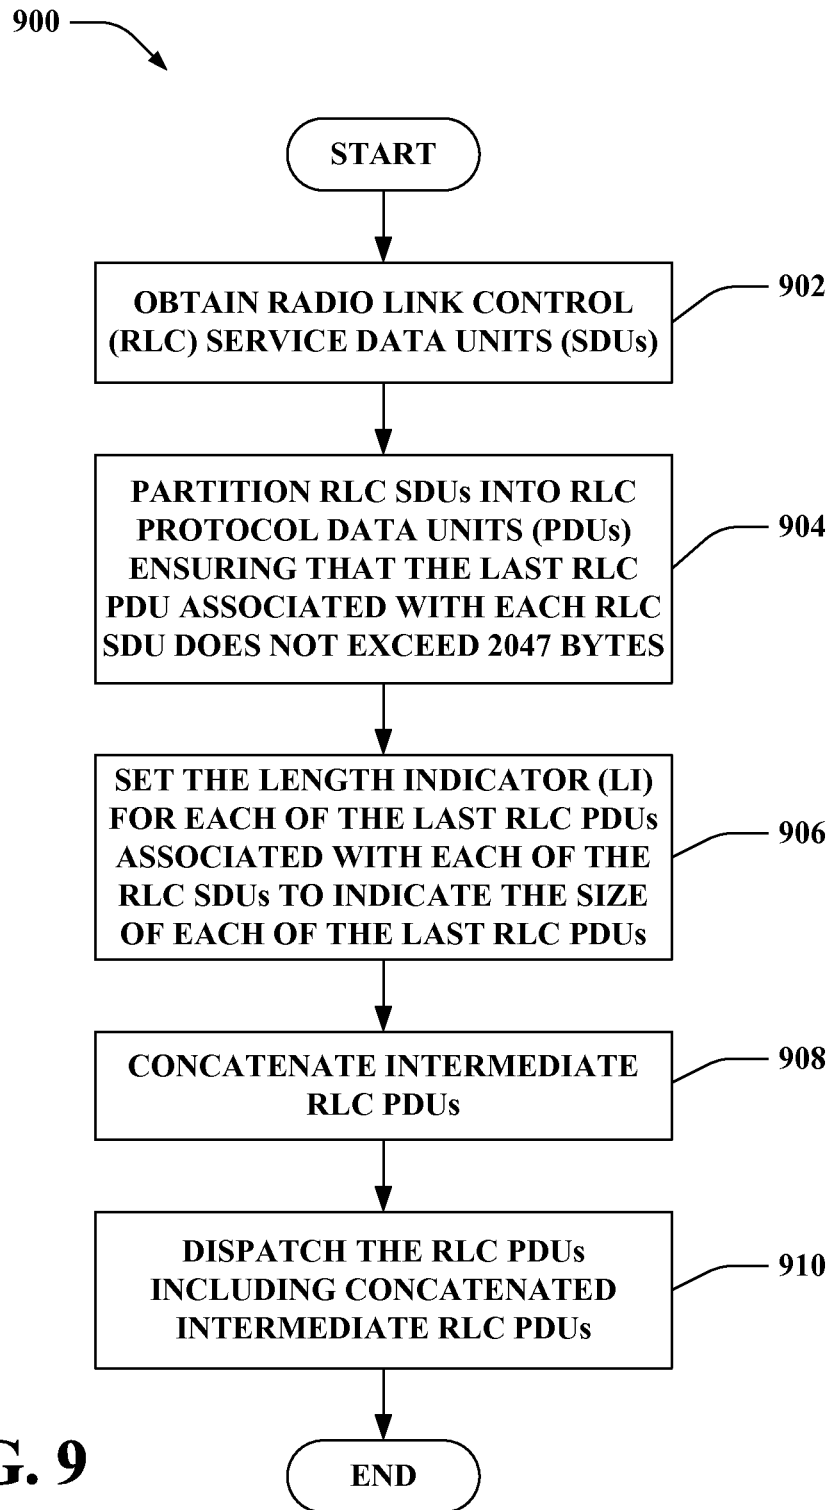 900
START
OBTAIN RADIO LINK CONTROL
(RLC) SERVICE DATA UNITS (SDUs)
902
PARTITION RLC SDUs INTO RLC
PROTOCOL DATA UNITS (PDUs)
ENSURING THAT THE LAST RLC
PDU ASSOCIATED WITH EACH RLC
SDU DOES NOT EXCEED 2047 BYTES
904
SET THE LENGTH INDICATOR (LI)
FOR EACH OF THE LAST RLC PDUs
ASSOCIATED WITH EACH OF THE
RLC SDUs TO INDICATE THE SIZE
OF EACH OF THE LAST RLC PDUs
906
CONCATENATE INTERMEDIATE
RLC PDUs
908
DISPATCH THE RLC PDUs
INCLUDING CONCATENATED
INTERMEDIATE RLC PDUs
910
END
G. 9